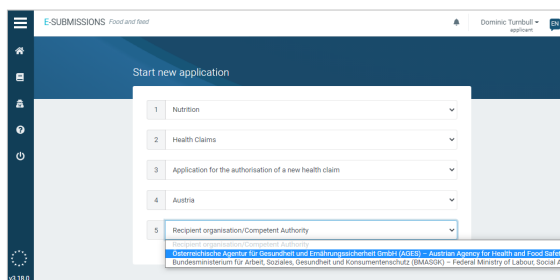 E-SUBMISSIONS Food and feed
Dominic Turnbull
applicant
EN
Start new application
1 Nutrition
2 Health Claims
3 Application for the authorisation of a new health claim
4 Austria
5 Recipient organisation/Competent Authority
Recipient organisation/Competent Authority
Österreichische Agentur für Gesundheit und Ernährungssicherheit GmbH (AGES) – Austrian Agency for Health and Food Safe
Bundesministerium für Arbeit, Soziales, Gesundheit und Konsumentenschutz (BMASGK) – Federal Ministry of Labour, Social A
v3.18.0